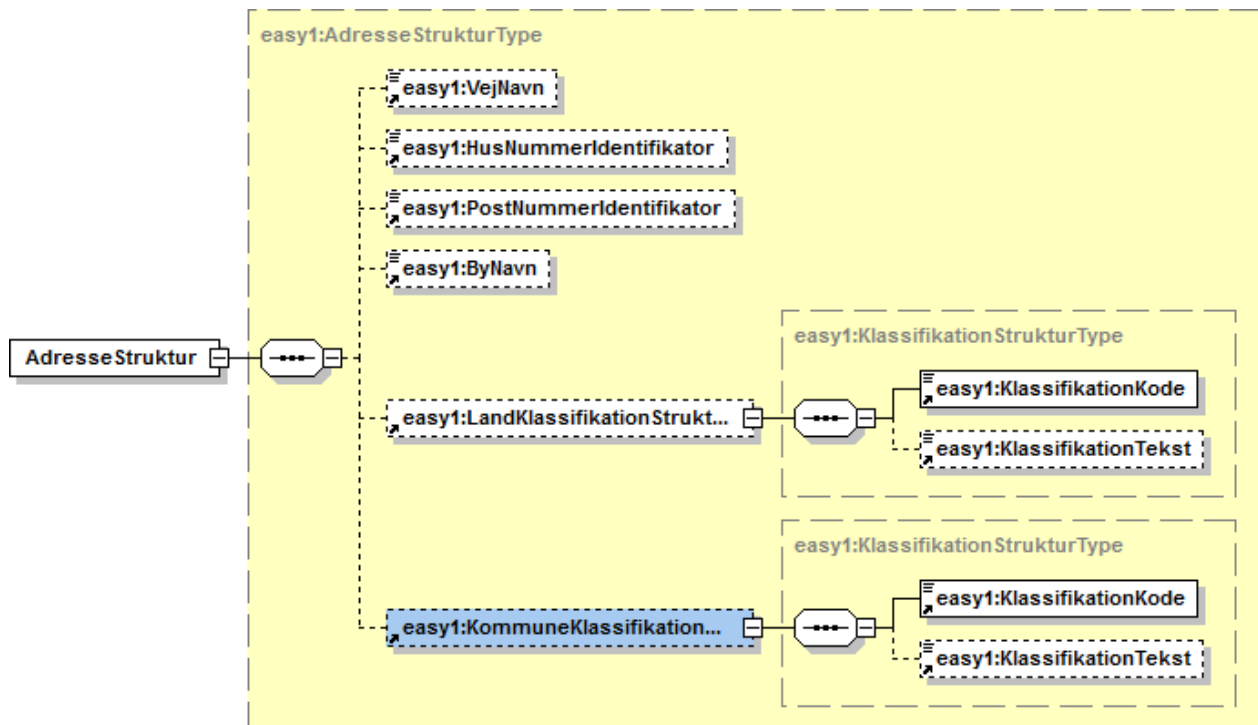 easy1:AdresseStrukturType
easy1:VejNavn
easy1:HusNummerIdentifikator
easy1:PostNummerIdentifikator
easy1:ByNavn
AdresseStruktur
easy1:LandKlassifikationStrukt...
easy1:KlassifikationStrukturType
easy1:KlassifikationKode
easy1:KlassifikationTekst
easy1:KommuneKlassifikation...
easy1:KlassifikationStrukturType
easy1:KlassifikationKode
easy1:KlassifikationTekst